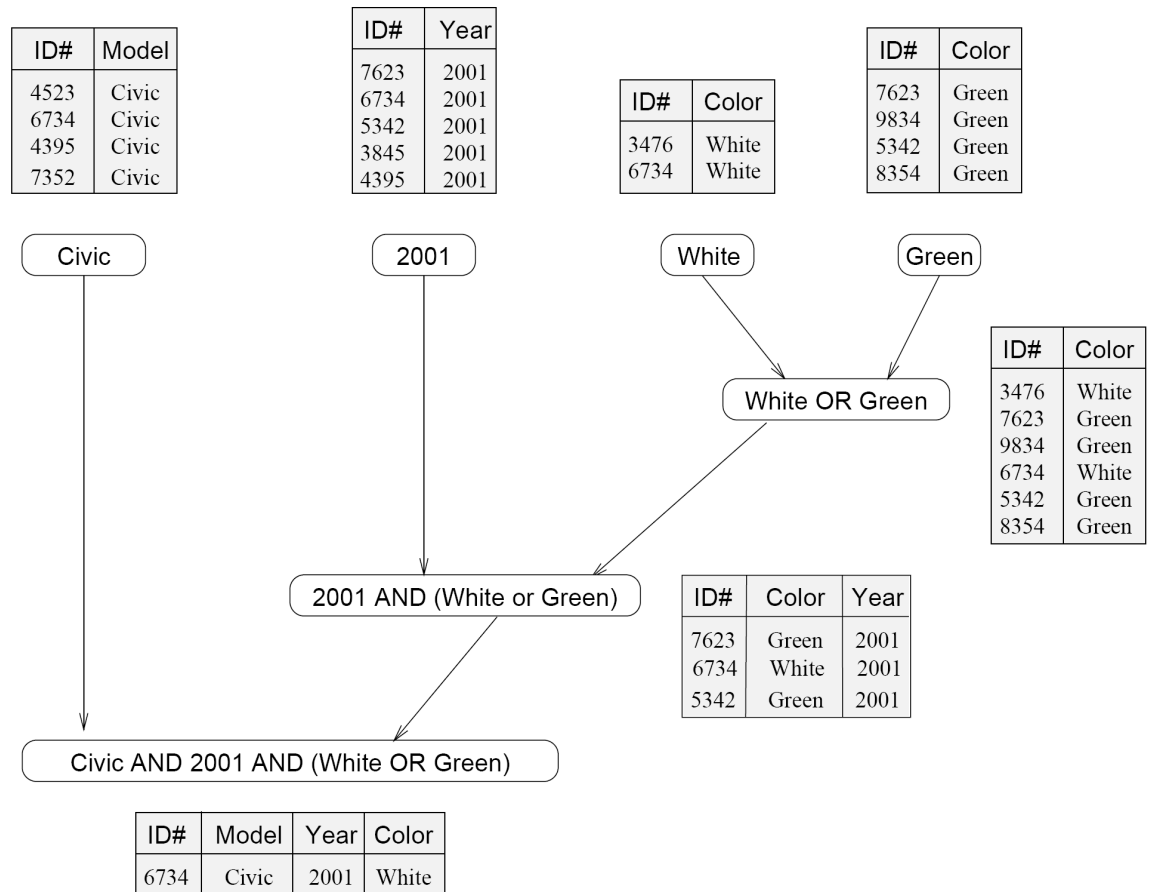 ID# Model
4523 Civic
6734 Civic
4395 Civic
7352 Civic
ID# Year
7623 2001
6734 2001
5342 2001
3845 2001
4395 2001
ID# Color
3476 White
6734 White
ID# Color
7623 Green
9834 Green
5342 Green
8354 Green
Civic
2001
White
Green
White OR Green
ID# Color
3476 White
7623 Green
9834 Green
6734 White
5342 Green
8354 Green
2001 AND (White or Green)
ID# Color Year
7623 Green 2001
6734 White 2001
5342 Green 2001
Civic AND 2001 AND (White OR Green)
ID# Model Year Color
6734 Civic 2001 White